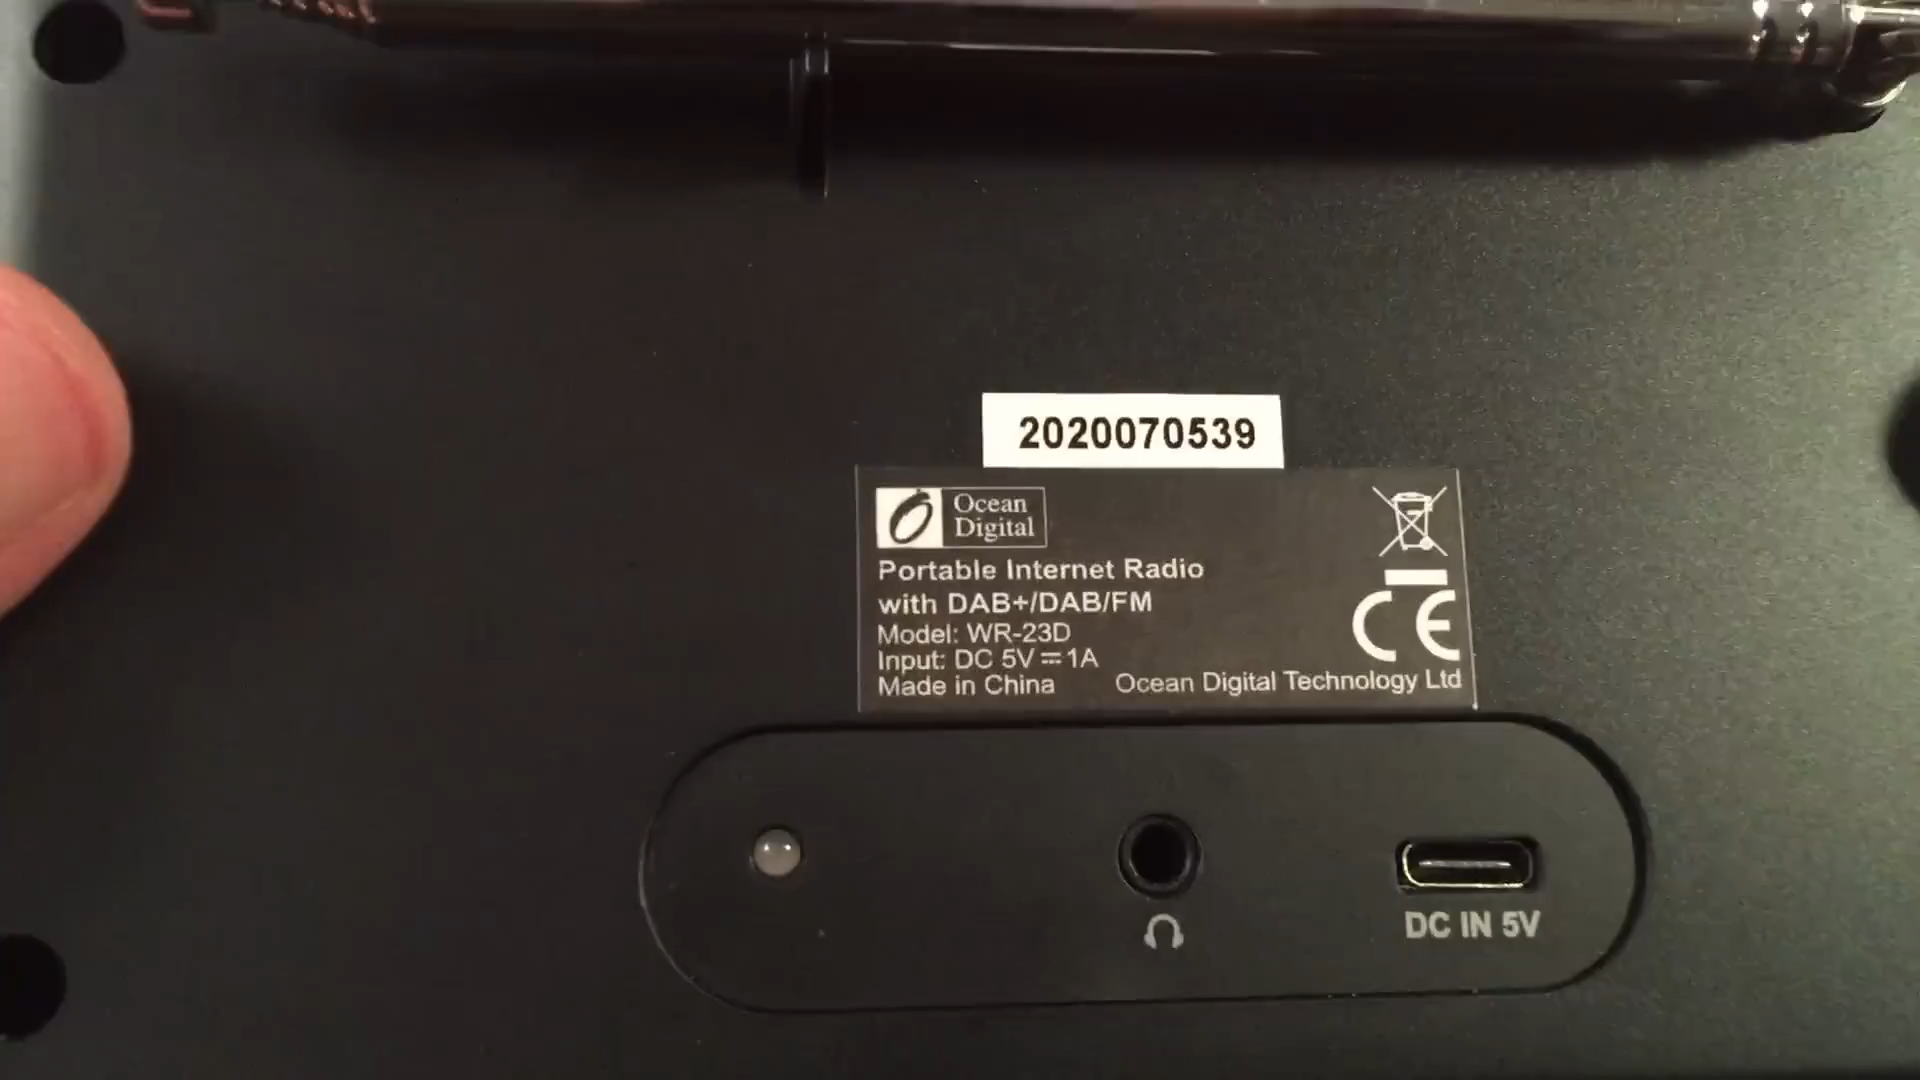 2020070539
Ocean
Digital
Portable Internet Radio
with DAB+/DAB/FM
Model: WR-23D
Input: DC 5V⎓1A
Made in China
Ocean Digital Technology Ltd
CE
DC IN 5V